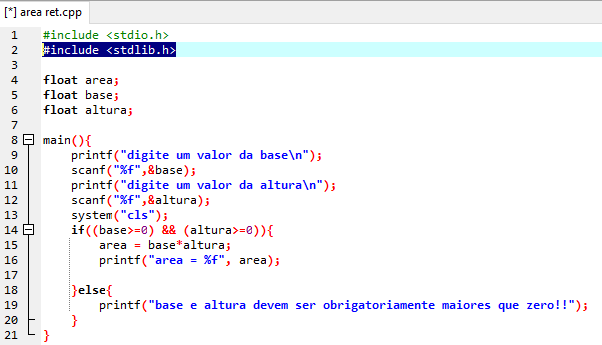 [*] area ret.cpp
1 #include <stdio.h>
2 #include <stdlib.h>
3
4 float area;
5 float base;
6 float altura;
7
8 main(){
9 printf("digite um valor da base\n");
10 scanf("%f",&base);
11 printf("digite um valor da altura\n");
12 scanf("%f",&altura);
13 system("cls");
14 if((base>=0) && (altura>=0)){
15 area = base*altura;
16 printf("area = %f", area);
17
18 }else{
19 printf("base e altura devem ser obrigatoriamente maiores que zero!!");
20 }
21 }